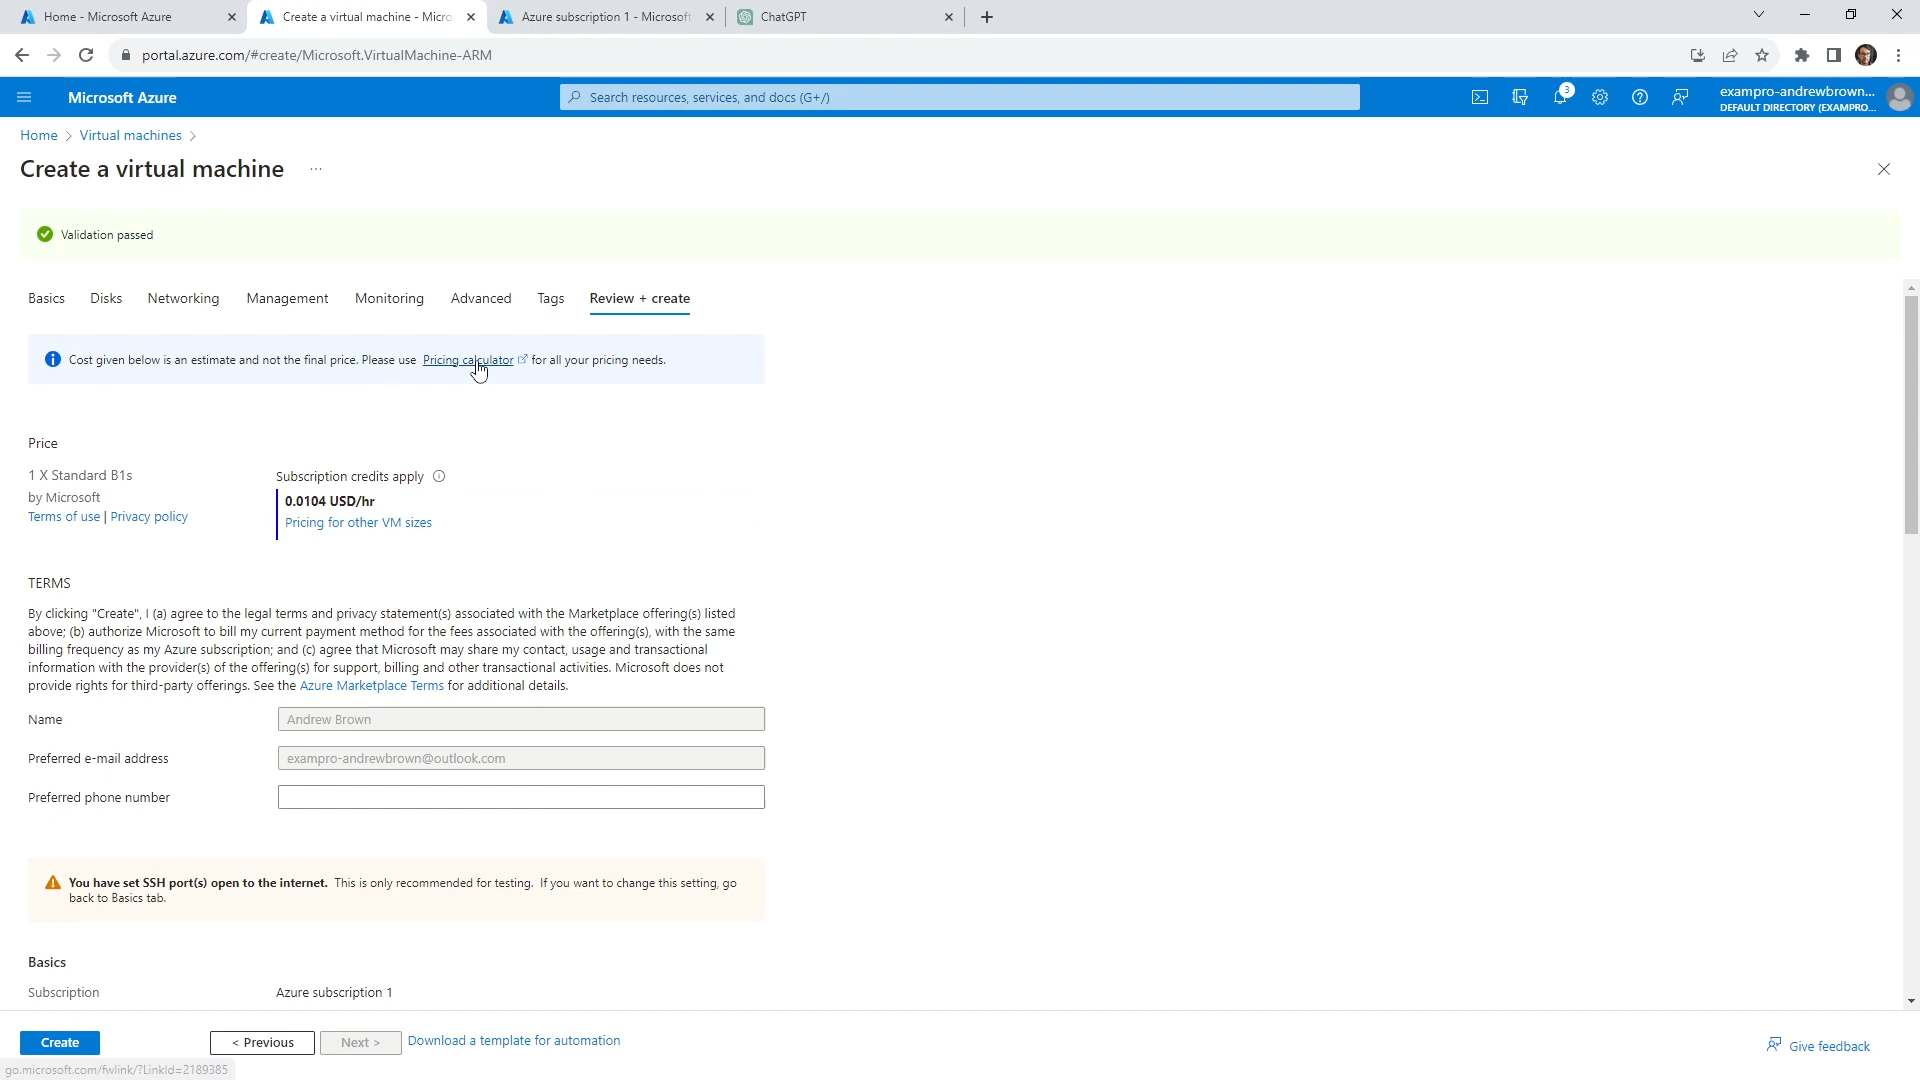 Home - Microsoft Azure
Create a virtual machine - Micro
Azure subscription 1 - Microsoft
ChatGPT
portal.azure.com/#create/Microsoft.VirtualMachine-ARM
Microsoft Azure
Search resources, services, and docs (G+/)
3
exampro-andrewbrown...
DEFAULT DIRECTORY (EXAMPRO...
Home > Virtual machines >
Create a virtual machine ...
Validation passed
Basics Disks Networking Management Monitoring Advanced Tags Review + create
Cost given below is an estimate and not the final price. Please use Pricing calculator for all your pricing needs.
Price
1 X Standard B1s
by Microsoft
Terms of use | Privacy policy
Subscription credits apply
0.0104 USD/hr
Pricing for other VM sizes
TERMS
By clicking "Create", I (a) agree to the legal terms and privacy statement(s) associated with the Marketplace offering(s) listed
above; (b) authorize Microsoft to bill my current payment method for the fees associated with the offering(s), with the same
billing frequency as my Azure subscription; and (c) agree that Microsoft may share my contact, usage and transactional
information with the provider(s) of the offering(s) for support, billing and other transactional activities. Microsoft does not
provide rights for third-party offerings. See the Azure Marketplace Terms for additional details.
Name
Andrew Brown
Preferred e-mail address
exampro-andrewbrown@outlook.com
Preferred phone number
You have set SSH port(s) open to the internet. This is only recommended for testing. If you want to change this setting, go
back to Basics tab.
Basics
Subscription
Azure subscription 1
Create
< Previous
Next >
Download a template for automation
Give feedback
go.microsoft.com/fwlink/?LinkId=2189385